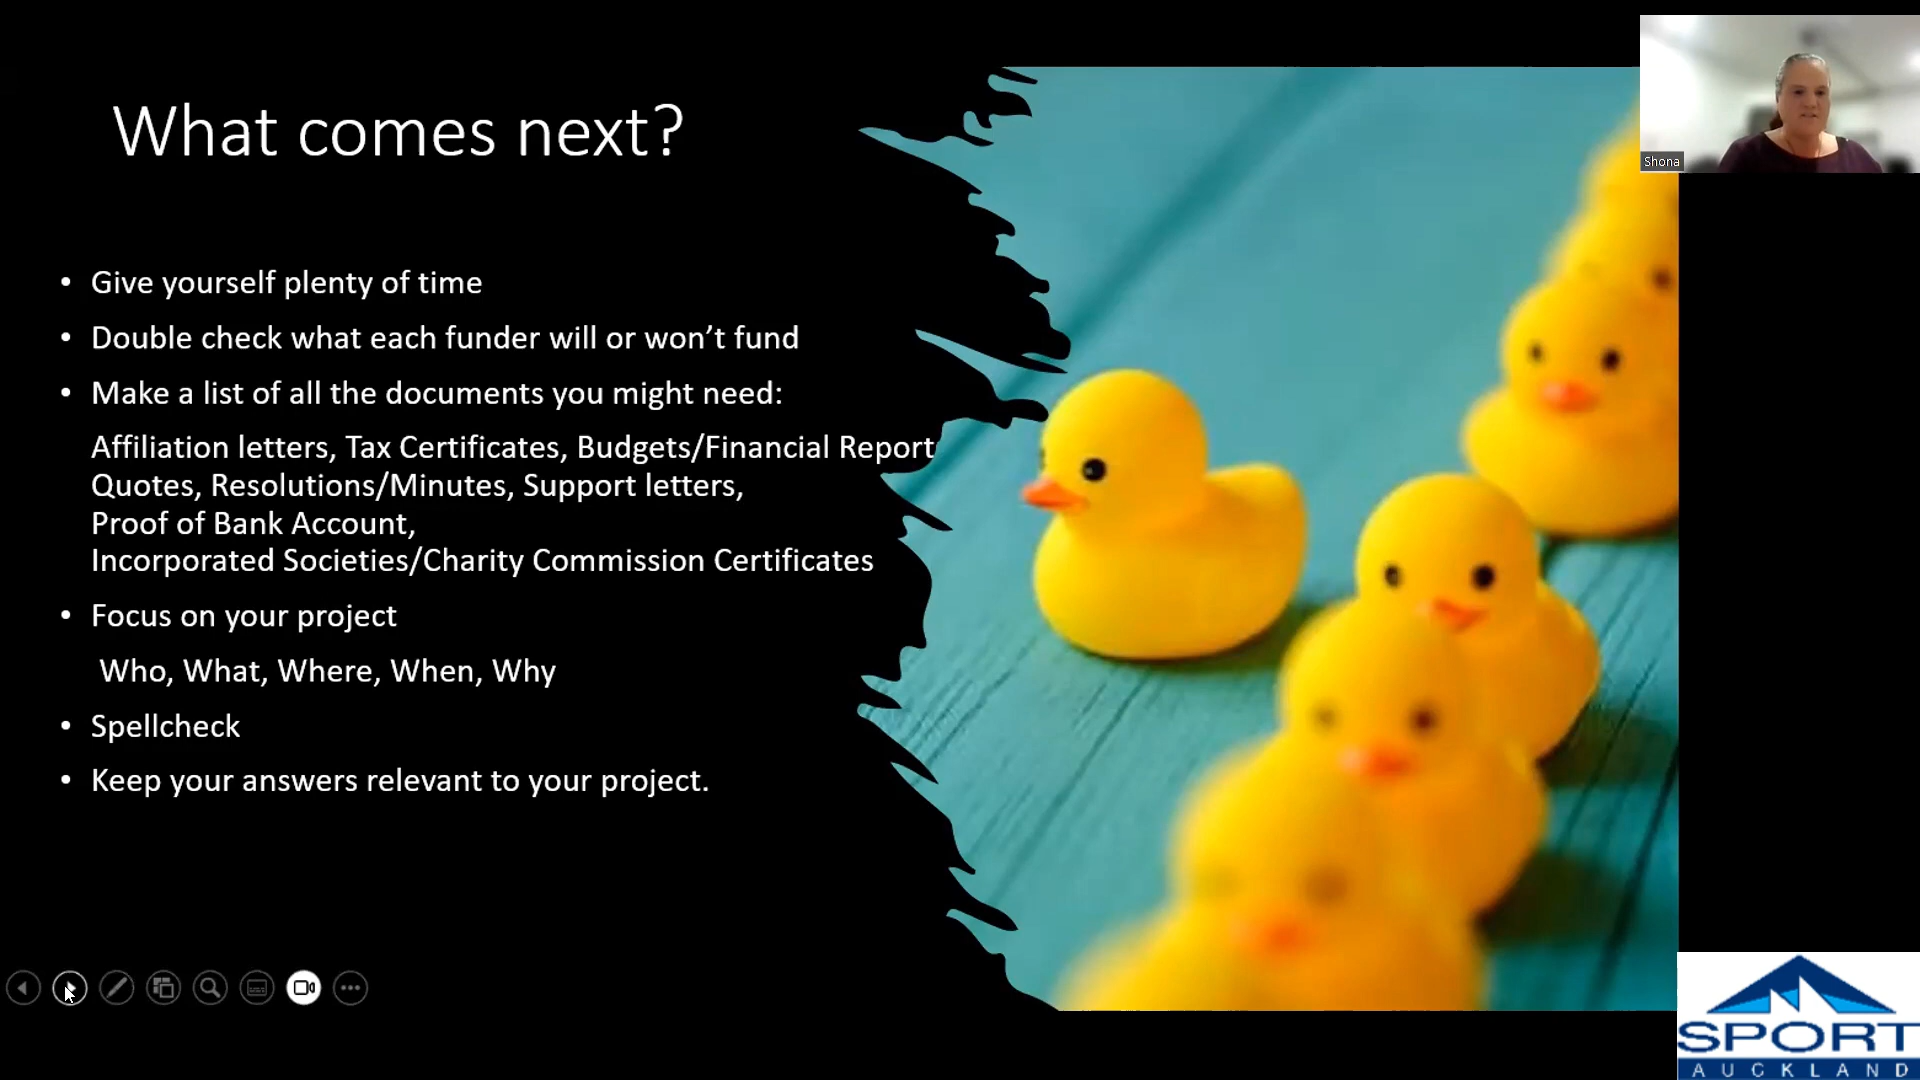 What comes next?
• Give yourself plenty of time
• Double check what each funder will or won’t fund
• Make a list of all the documents you might need:
Affiliation letters, Tax Certificates, Budgets/Financial Report
Quotes, Resolutions/Minutes, Support letters,
Proof of Bank Account,
Incorporated Societies/Charity Commission Certificates
• Focus on your project
Who, What, Where, When, Why
• Spellcheck
• Keep your answers relevant to your project.
Shona
SPORT
AUCKLAND